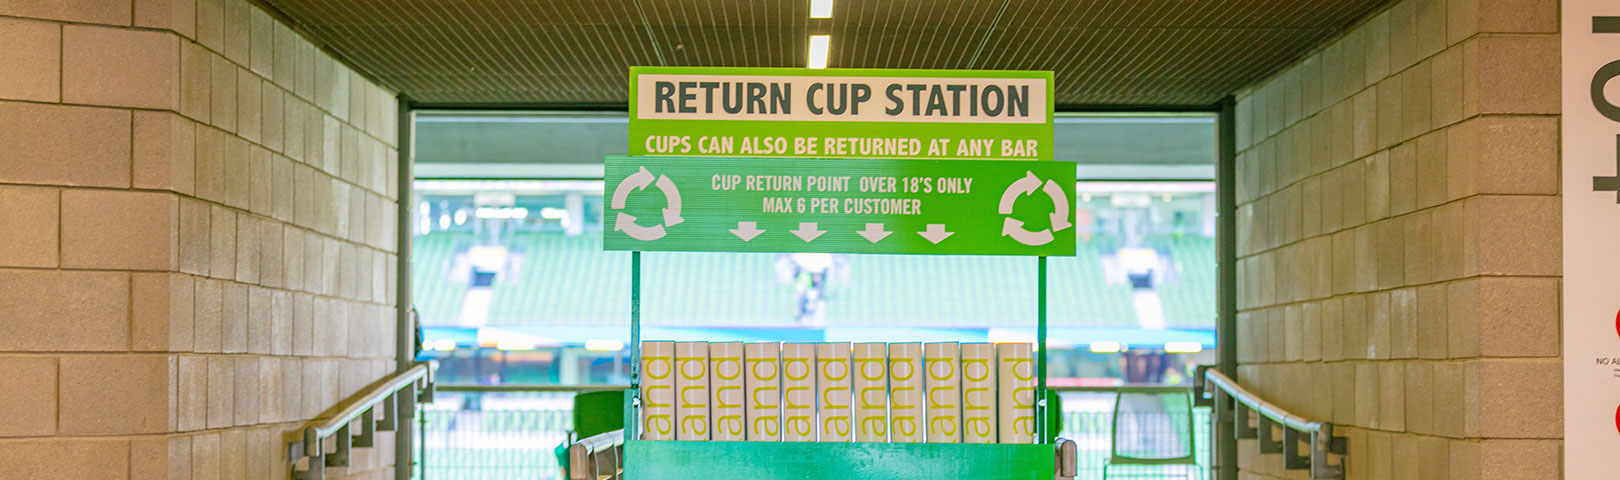 RETURN CUP STATION
CUPS CAN ALSO BE RETURNED AT ANY BAR
CUP RETURN POINT OVER 18'S ONLY
MAX 6 PER CUSTOMER
and and and and and and and and and and and
NO